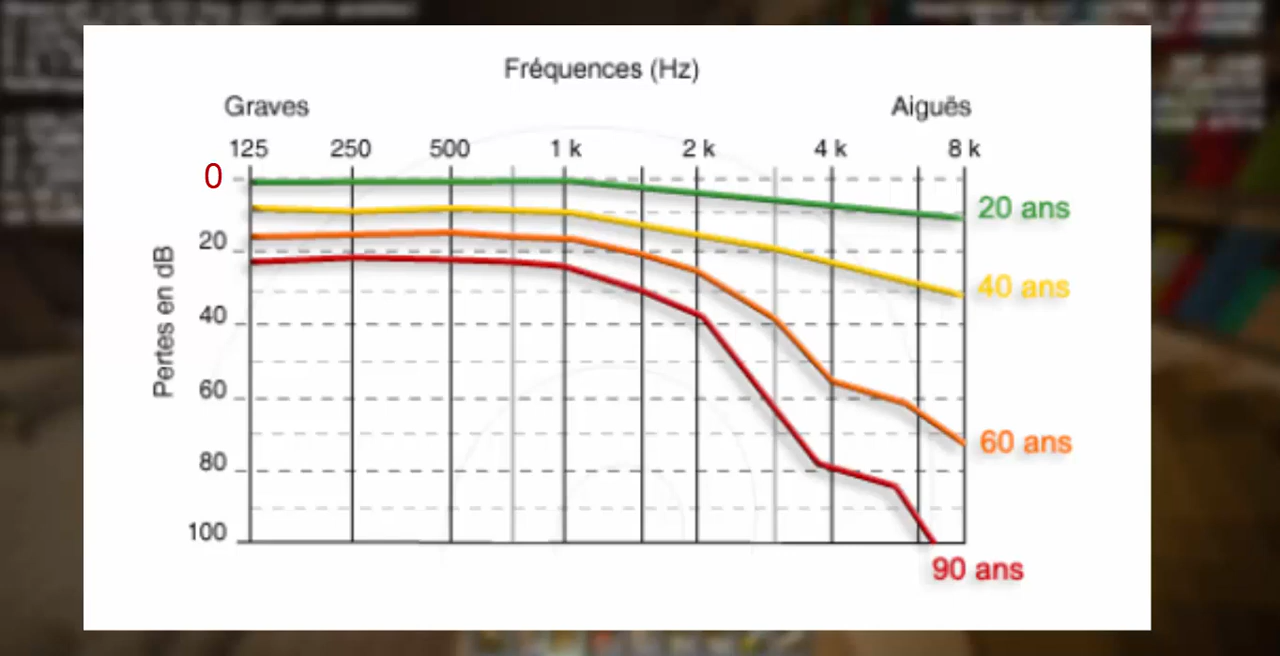 Fréquences (Hz)
Graves Aiguës
125 250 500 1 k 2 k 4 k 8 k
0
20 ans
20
Pertes en dB
40 ans
40
60
60 ans
80
100
90 ans